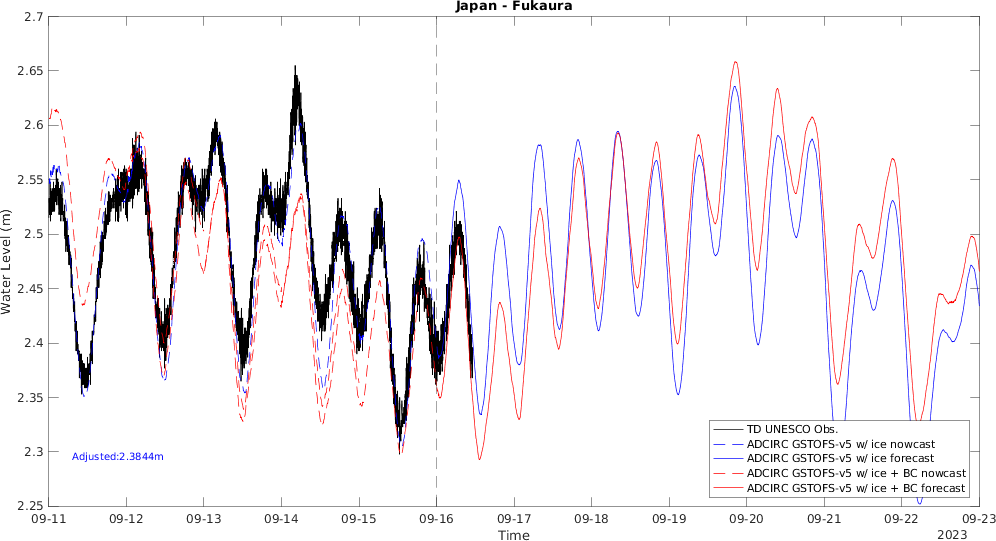 Japan - Fukaura
2.7
2.65
2.6
2.55
2.5
2.45
2.4
2.35
2.3
2.25
Water Level (m)
Adjusted:2.3844m
TD UNESCO Obs.
ADCIRC GSTOFS-v5 w/ ice nowcast
ADCIRC GSTOFS-v5 w/ ice forecast
ADCIRC GSTOFS-v5 w/ ice + BC nowcast
ADCIRC GSTOFS-v5 w/ ice + BC forecast
09-11 09-12 09-13 09-14 09-15 09-16 09-17 09-18 09-19 09-20 09-21 09-22 09-23
Time
2023